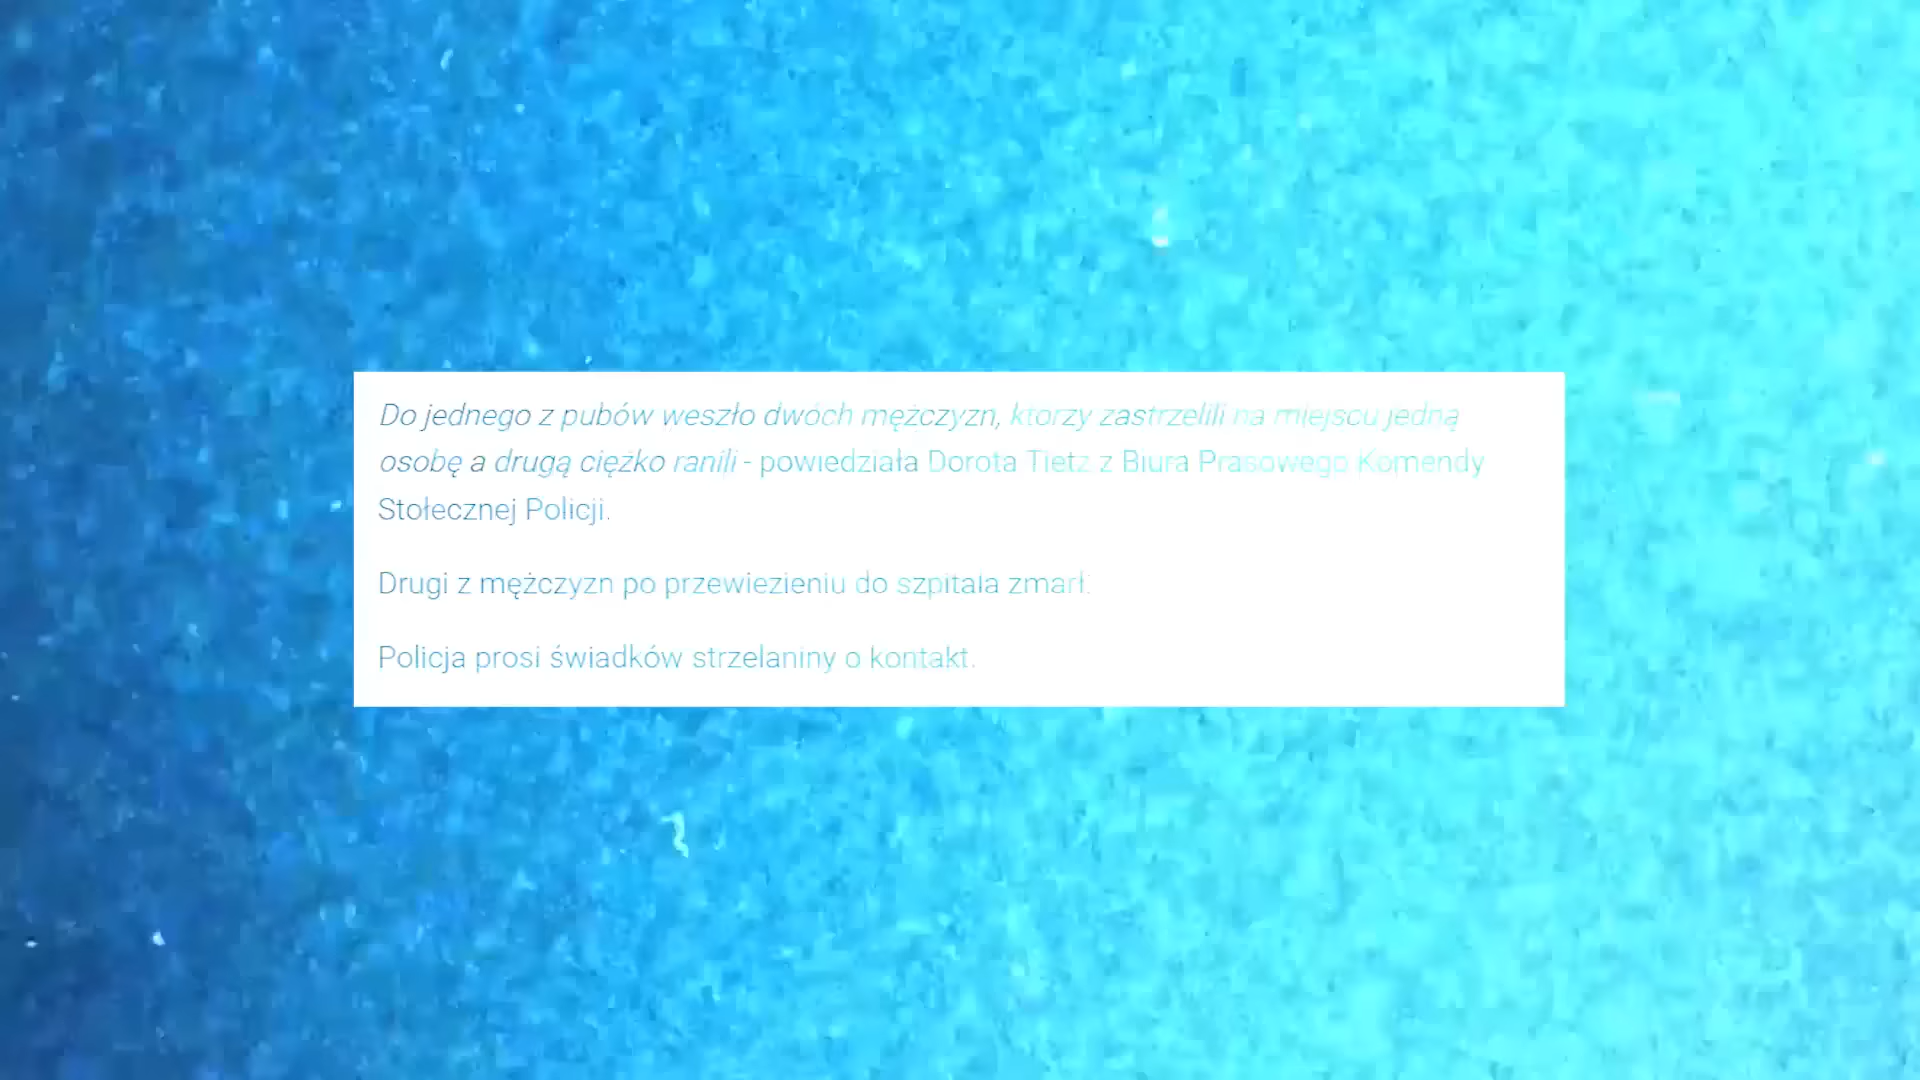 Do jednego z pubów weszło dwóch mężczyzn, którzy zastrzelili na miejscu jedną
osobę a drugą ciężko ranili - powiedziała Dorota Tietz z Biura Prasowego Komendy
Stołecznej Policji.
Drugi z mężczyzn po przewiezieniu do szpitala zmarł.
Policja prosi świadków strzelaniny o kontakt.